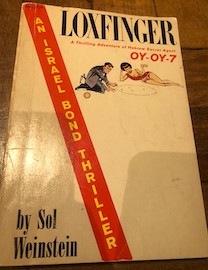 LOXFINGER
A Thrilling Adventure of Hebrew Secret Agent
OY-OY-7
AN ISRAEL BOND THRILLER
by Sol
Weinstein